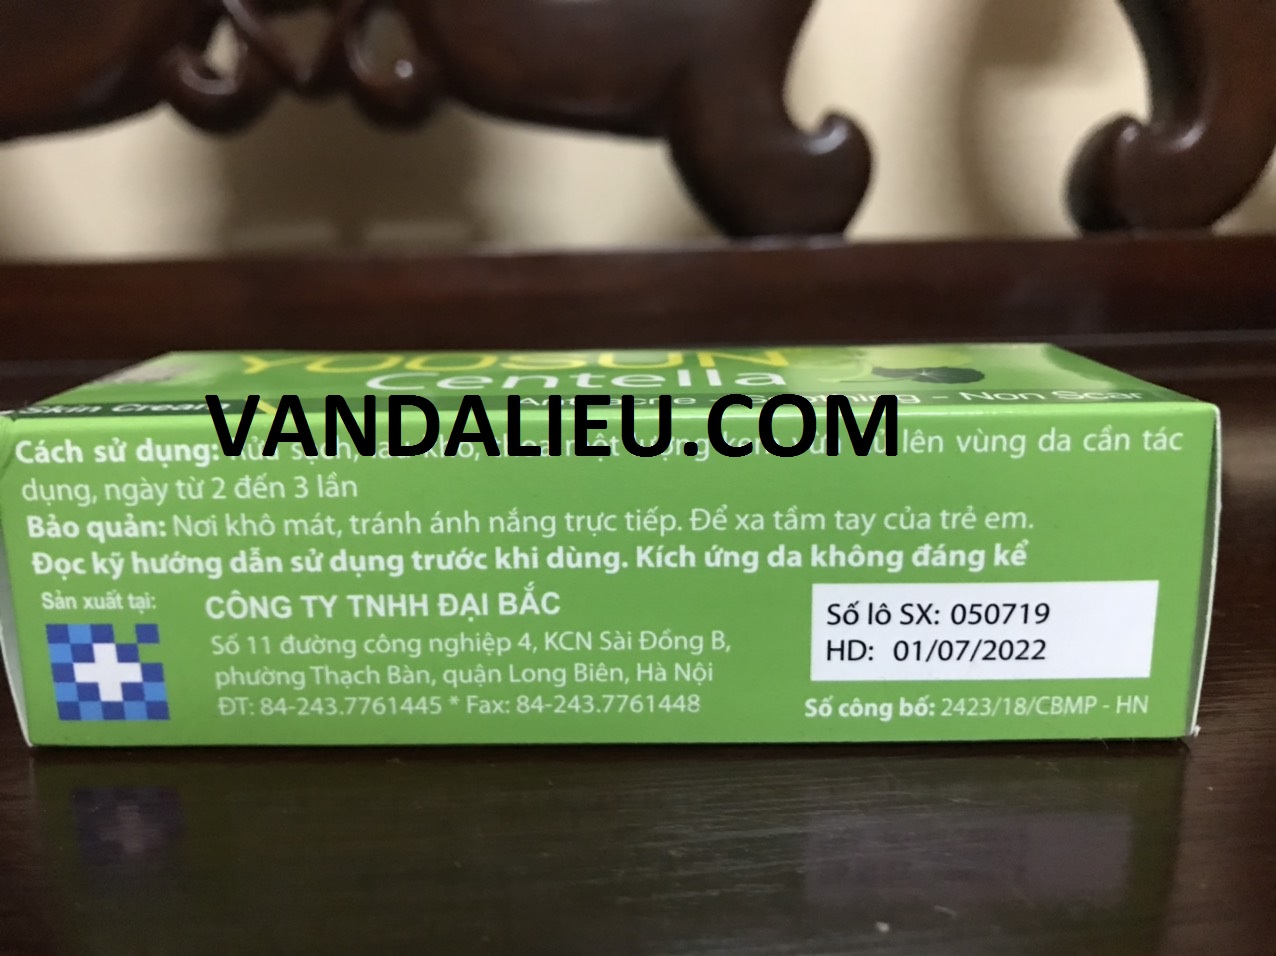 YOOSUN
Centella
Skin Cream
- Non Scar
VANDALIEU.COM
Cách sử dụng: lên vùng da cần tác
dụng, ngày từ 2 đến 3 lần
Bảo quản: Nơi khô mát, tránh ánh nắng trực tiếp. Để xa tầm tay của trẻ em.
Đọc kỹ hướng dẫn sử dụng trước khi dùng. Kích ứng da không đáng kể
Sản xuất tại:
CÔNG TY TNHH ĐẠI BẮC
Số 11 đường công nghiệp 4, KCN Sài Đồng B,
phường Thạch Bàn, quận Long Biên, Hà Nội
ĐT: 84-243.7761445 * Fax: 84-243.7761448
Số lô SX: 050719
HD: 01/07/2022
Số công bố: 2423/18/CBMP - HN